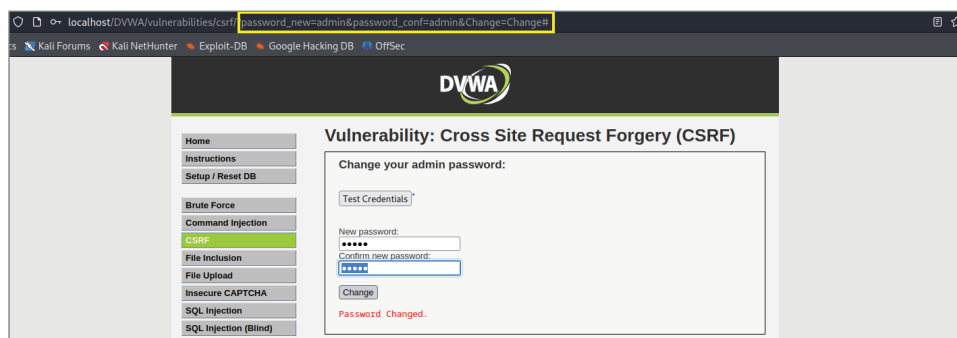 localhost/DVWA/vulnerabilities/csrf/?password_new=admin&password_conf=admin&Change=Change#
cs Kali Forums Kali NetHunter Exploit-DB Google Hacking DB OffSec
DVWA
Vulnerability: Cross Site Request Forgery (CSRF)
Home
Instructions
Setup / Reset DB
Brute Force
Command Injection
CSRF
File Inclusion
File Upload
Insecure CAPTCHA
SQL Injection
SQL Injection (Blind)
Change your admin password:
Test Credentials
New password:
•••••
Confirm new password:
•••••
Change
Password Changed.